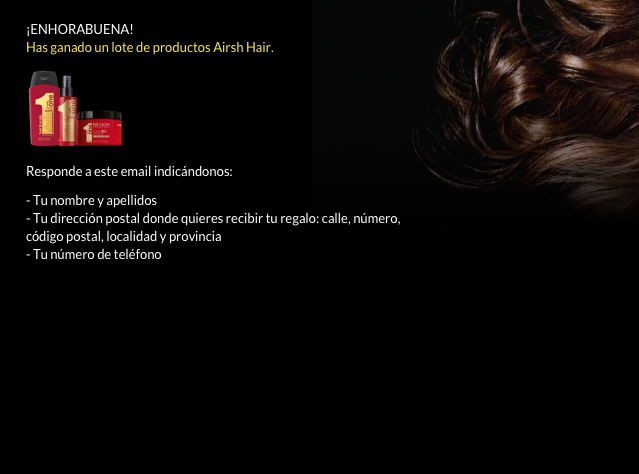 ¡ENHORABUENA!
Has ganado un lote de productos Airsh Hair.
REVLON
Responde a este email indicándonos:
- Tu nombre y apellidos
- Tu dirección postal donde quieres recibir tu regalo: calle, número,
código postal, localidad y provincia
- Tu número de teléfono